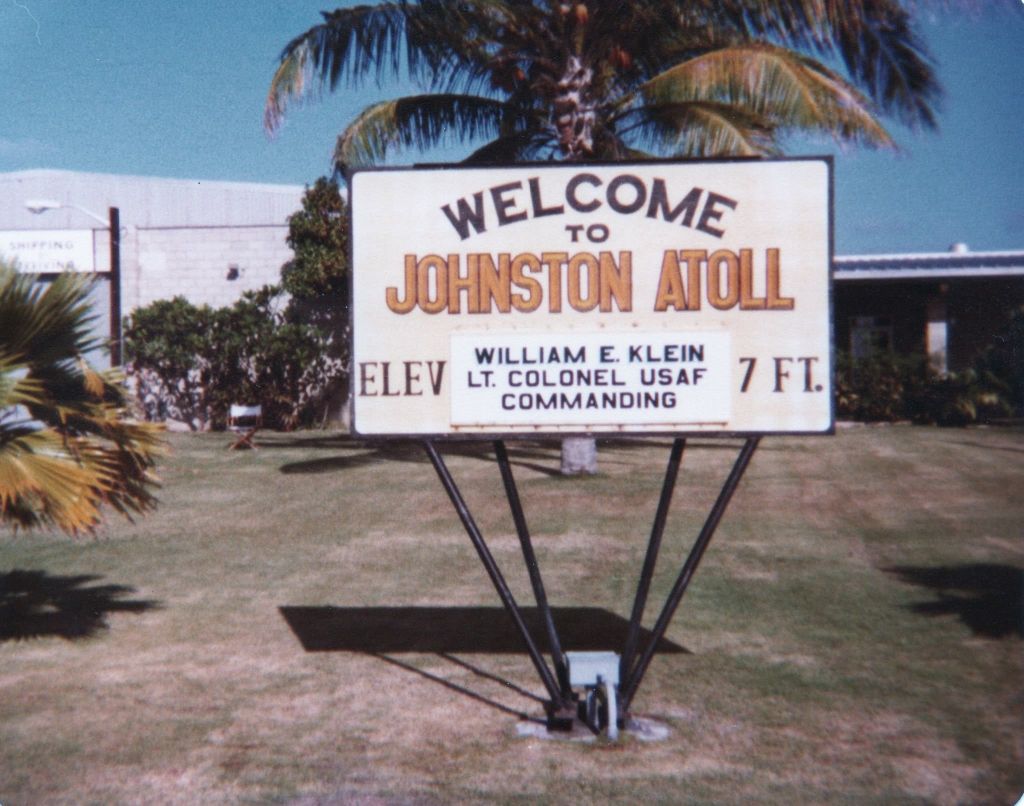 WELCOME
TO
JOHNSTON ATOLL
ELEV 7 FT.
WILLIAM E. KLEIN
LT. COLONEL USAF
COMMANDING
SHIPPING